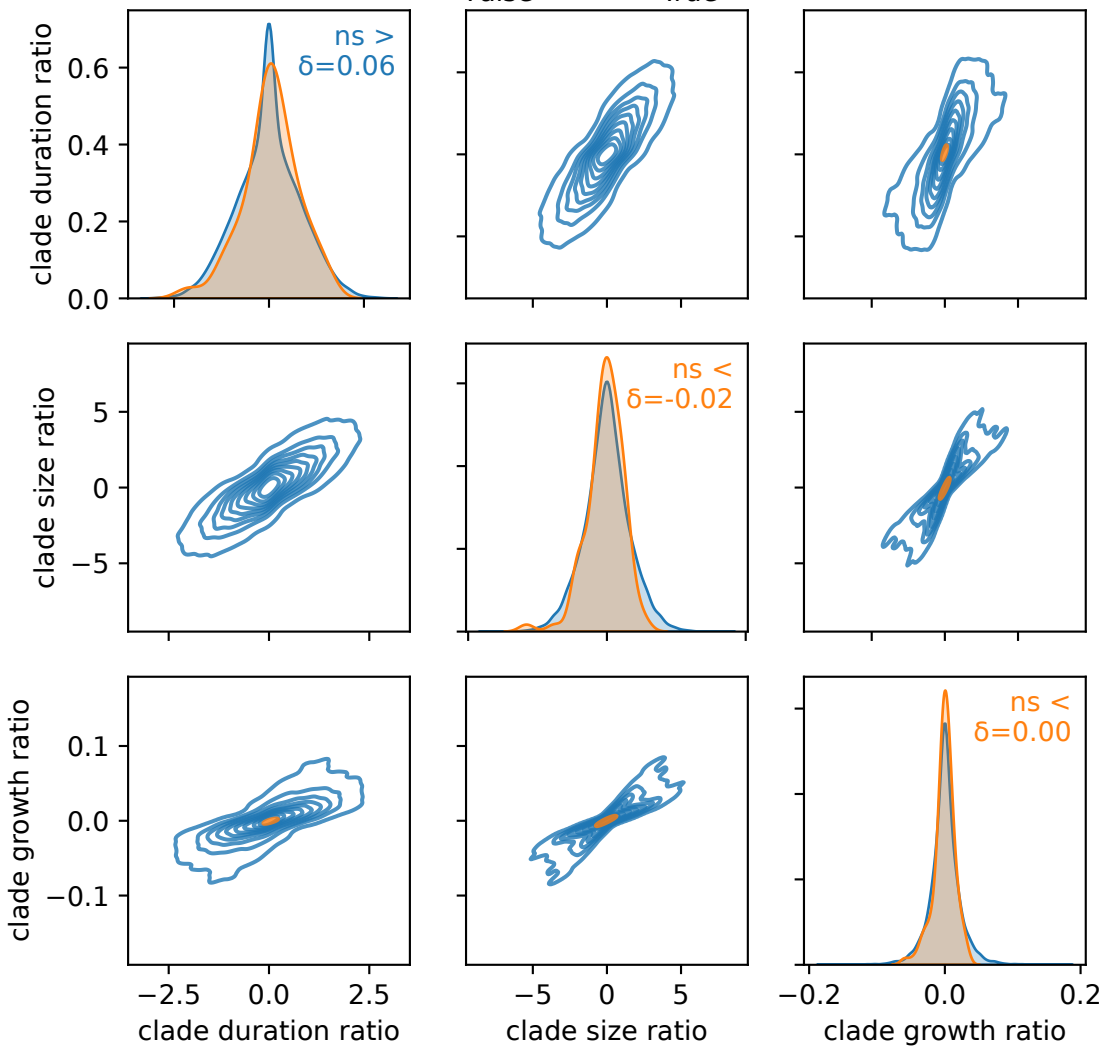 clade duration ratio
0.6
0.4
0.2
0.0
ns >
δ=0.06
clade size ratio
5
0
−5
ns <
δ=-0.02
clade growth ratio
0.1
0.0
−0.1
ns <
δ=0.00
−2.5 0.0 2.5
−5 0 5
−0.2 0.0 0.2
clade duration ratio
clade size ratio
clade growth ratio